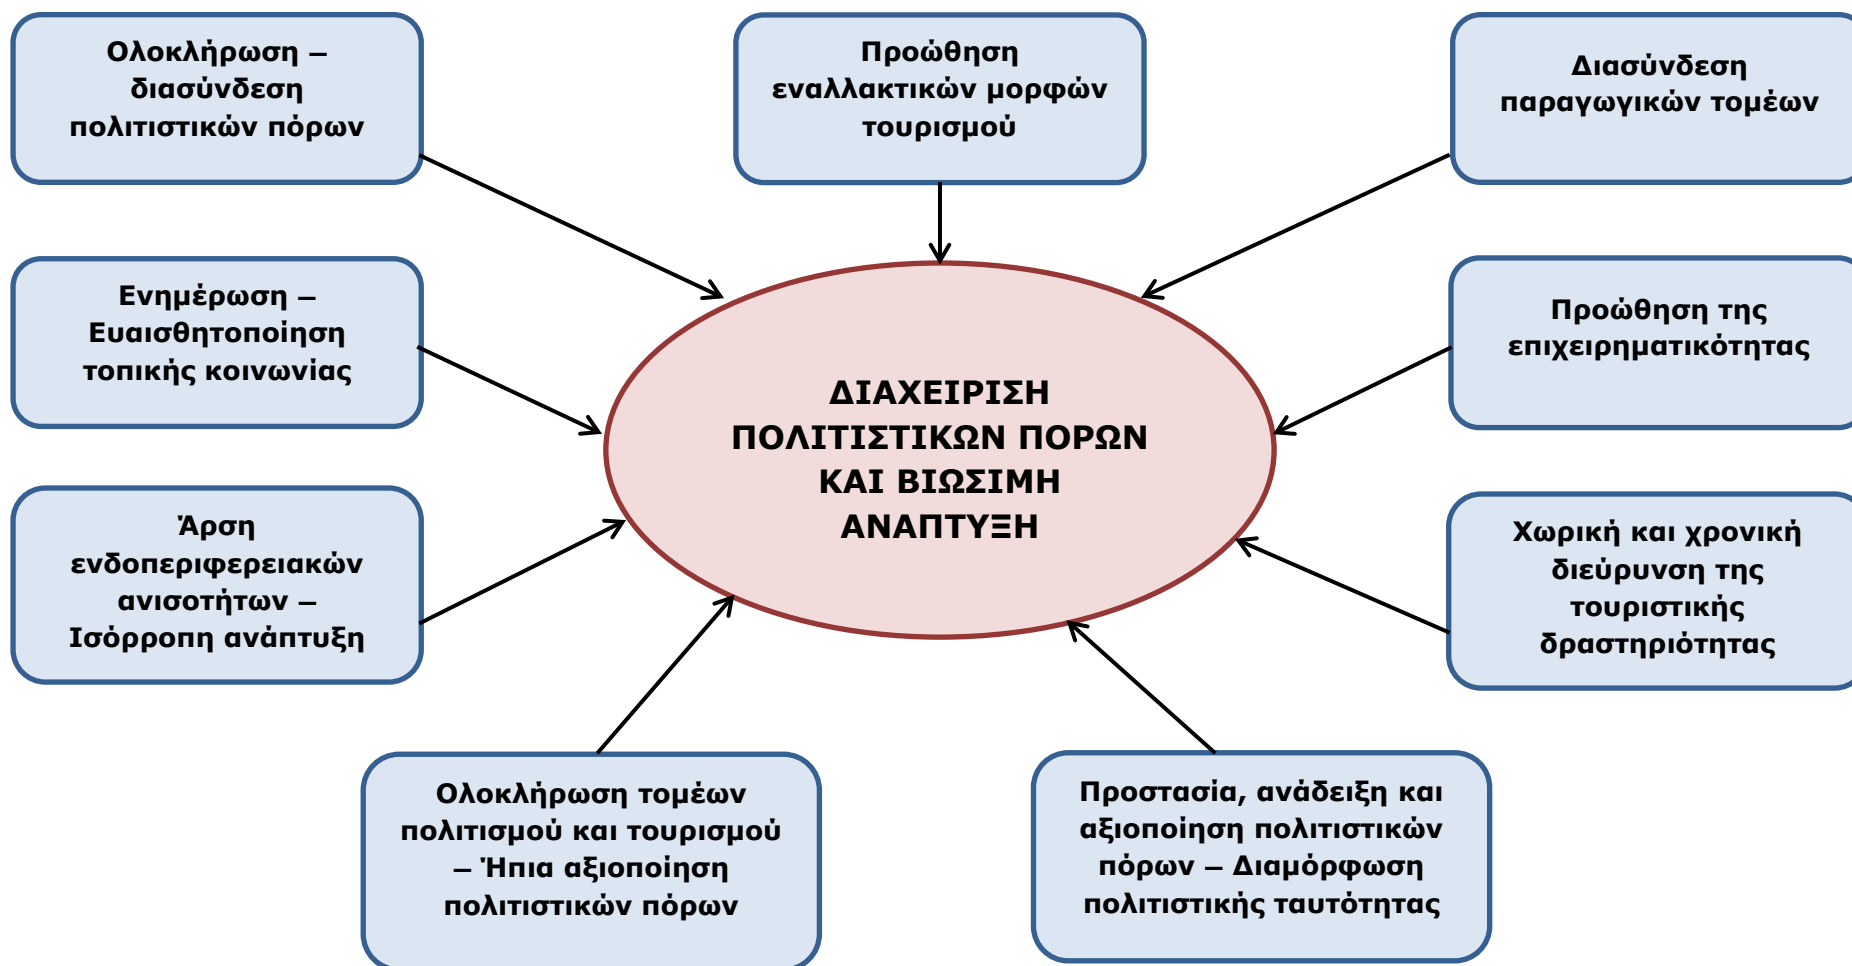 Ολοκλήρωση –
διασύνδεση
πολιτιστικών πόρων
Προώθηση
εναλλακτικών μορφών
τουρισμού
Διασύνδεση
παραγωγικών τομέων
Ενημέρωση –
Ευαισθητοποίηση
τοπικής κοινωνίας
Προώθηση της
επιχειρηματικότητας
ΔΙΑΧΕΙΡΙΣΗ
ΠΟΛΙΤΙΣΤΙΚΩΝ ΠΟΡΩΝ
ΚΑΙ ΒΙΩΣΙΜΗ
ΑΝΑΠΤΥΞΗ
Άρση
ενδοπεριφερειακών
ανισοτήτων –
Ισόρροπη ανάπτυξη
Χωρική και χρονική
διεύρυνση της
τουριστικής
δραστηριότητας
Ολοκλήρωση τομέων
πολιτισμού και τουρισμού
– Ήπια αξιοποίηση
πολιτιστικών πόρων
Προστασία, ανάδειξη και
αξιοποίηση πολιτιστικών
πόρων – Διαμόρφωση
πολιτιστικής ταυτότητας